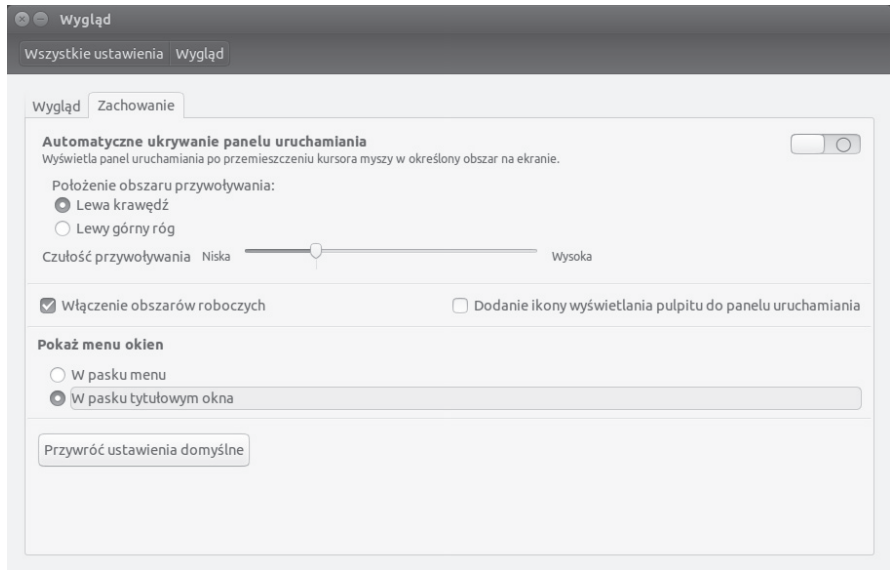 Wygląd
Wszystkie ustawienia Wygląd
Wygląd Zachowanie
Automatyczne ukrywanie panelu uruchamiania
Wyświetla panel uruchamiania po przemieszczeniu kursora myszy w określony obszar na ekranie.
Położenie obszaru przywoływania:
Lewa krawędź
Lewy górny róg
Czułość przywoływania Niska Wysoka
Włączenie obszarów roboczych Dodanie ikony wyświetlania pulpitu do panelu uruchamiania
Pokaż menu okien
W pasku menu
W pasku tytułowym okna
Przywróć ustawienia domyślne